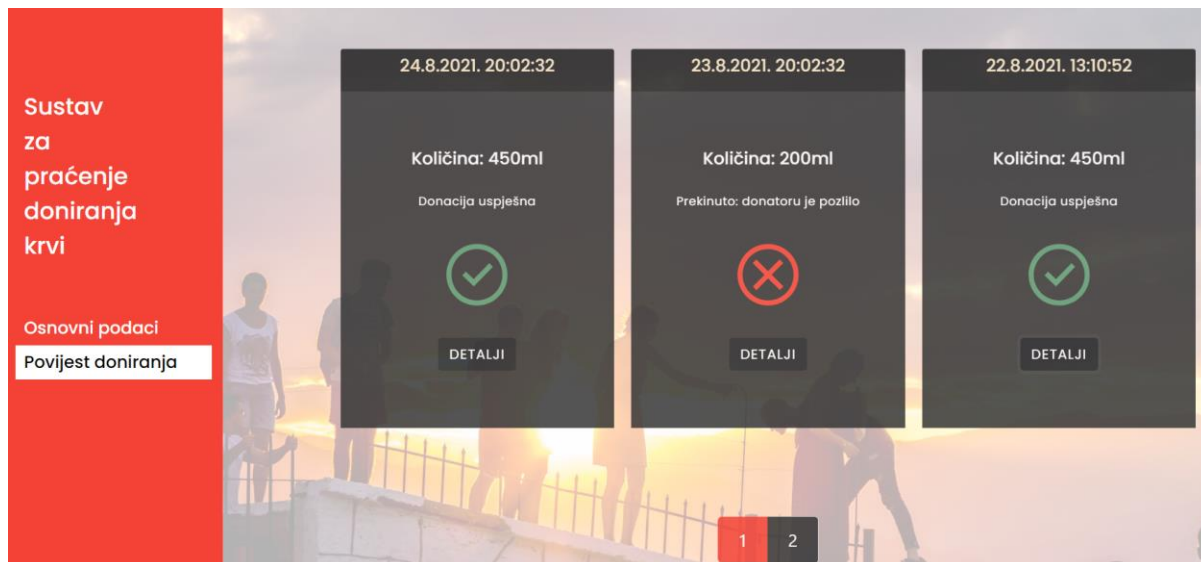 Sustav
za
praćenje
doniranja
krvi
Osnovni podaci
Povijest doniranja
24.8.2021. 20:02:32
Količina: 450ml
Donacija uspješna
DETALJI
23.8.2021. 20:02:32
Količina: 200ml
Prekinuto: donatoru je pozlilo
DETALJI
22.8.2021. 13:10:52
Količina: 450ml
Donacija uspješna
DETALJI
1 2